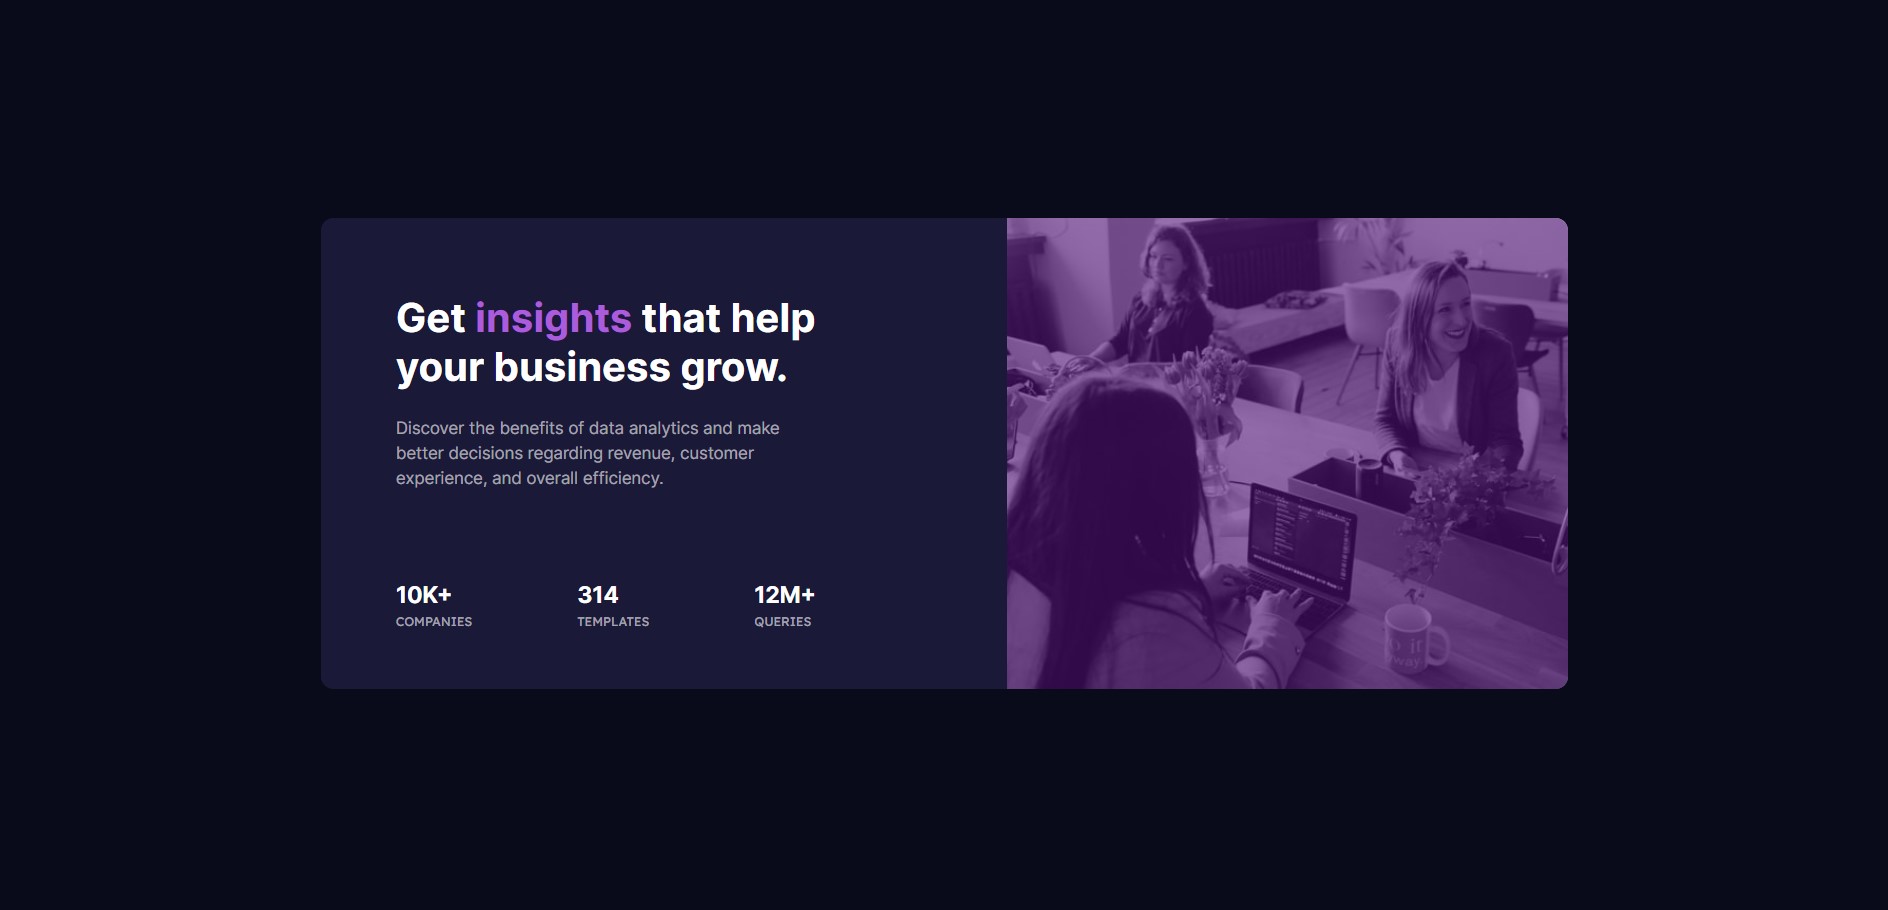 Get insights that help
your business grow.
Discover the benefits of data analytics and make
better decisions regarding revenue, customer
experience, and overall efficiency.
10K+ 314 12M+
COMPANIES TEMPLATES QUERIES